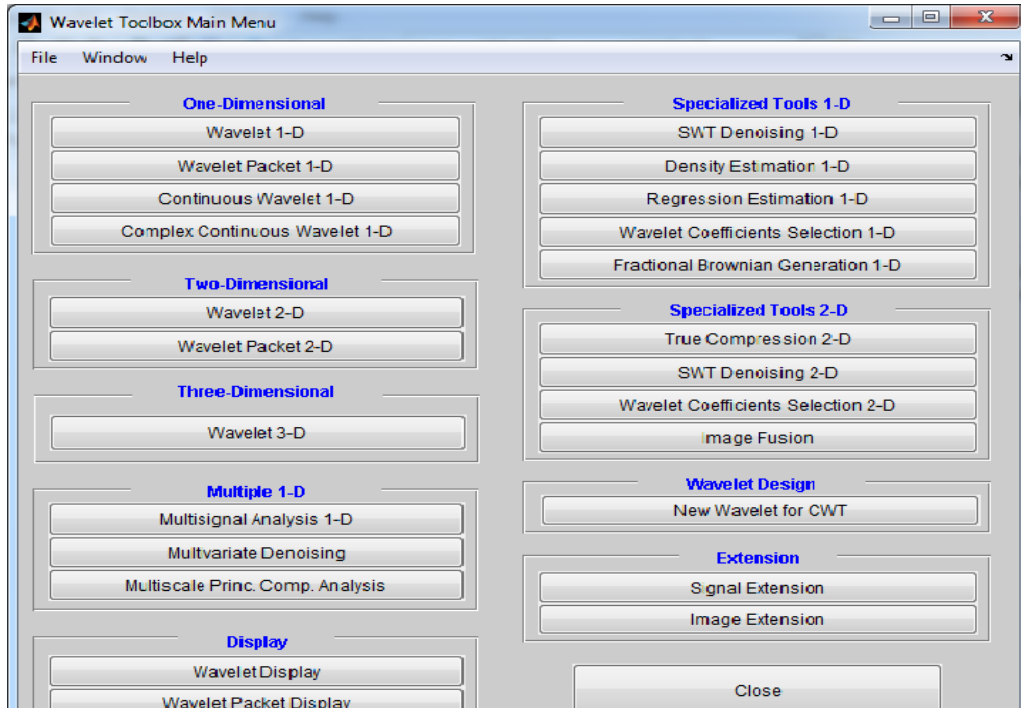 Wavelet Toolbox Main Menu
File Window Help
One-Dimensional
Wavelet 1-D
Wavelet Packet 1-D
Continuous Wavelet 1-D
Complex Continuous Wavelet 1-D
Two-Dimensional
Wavelet 2-D
Wavelet Packet 2-D
Three-Dimensional
Wavelet 3-D
Multiple 1-D
Multisignal Analysis 1-D
Multvariate Denoising
Multiscale Princ. Comp. Analysis
Display
Wavelet Display
Wavelet Packet Display
Specialized Tools 1-D
SWT Denoising 1-D
Density Estimation 1-D
Regression Estimation 1-D
Wavelet Coefficients Selection 1-D
Fractional Brownian Generation 1-D
Specialized Tools 2-D
True Compression 2-D
SWT Denoising 2-D
Wavelet Coefficients Selection 2-D
Image Fusion
Wavelet Design
New Wavelet for CWT
Extension
Signal Extension
Image Extension
Close